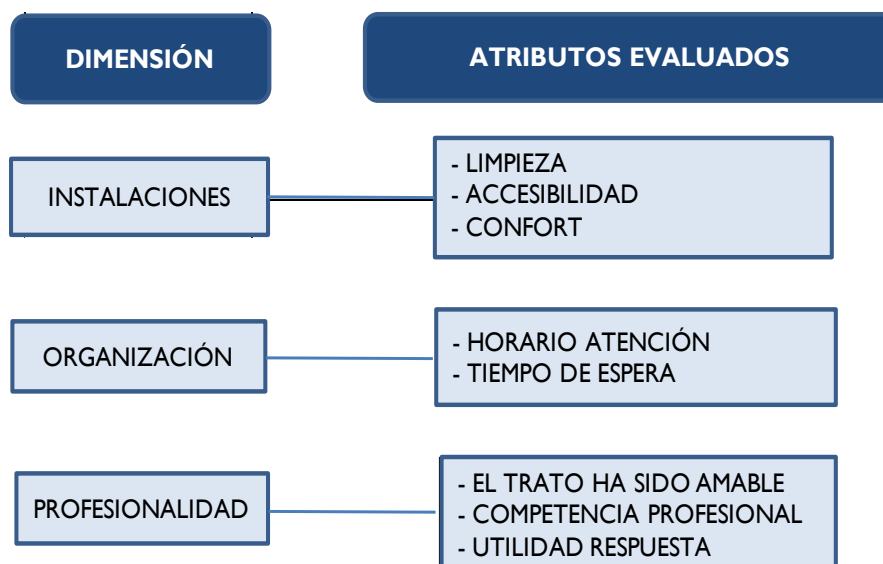 DIMENSIÓN
ATRIBUTOS EVALUADOS
INSTALACIONES
- LIMPIEZA
- ACCESIBILIDAD
- CONFORT
ORGANIZACIÓN
- HORARIO ATENCIÓN
- TIEMPO DE ESPERA
PROFESIONALIDAD
- EL TRATO HA SIDO AMABLE
- COMPETENCIA PROFESIONAL
- UTILIDAD RESPUESTA